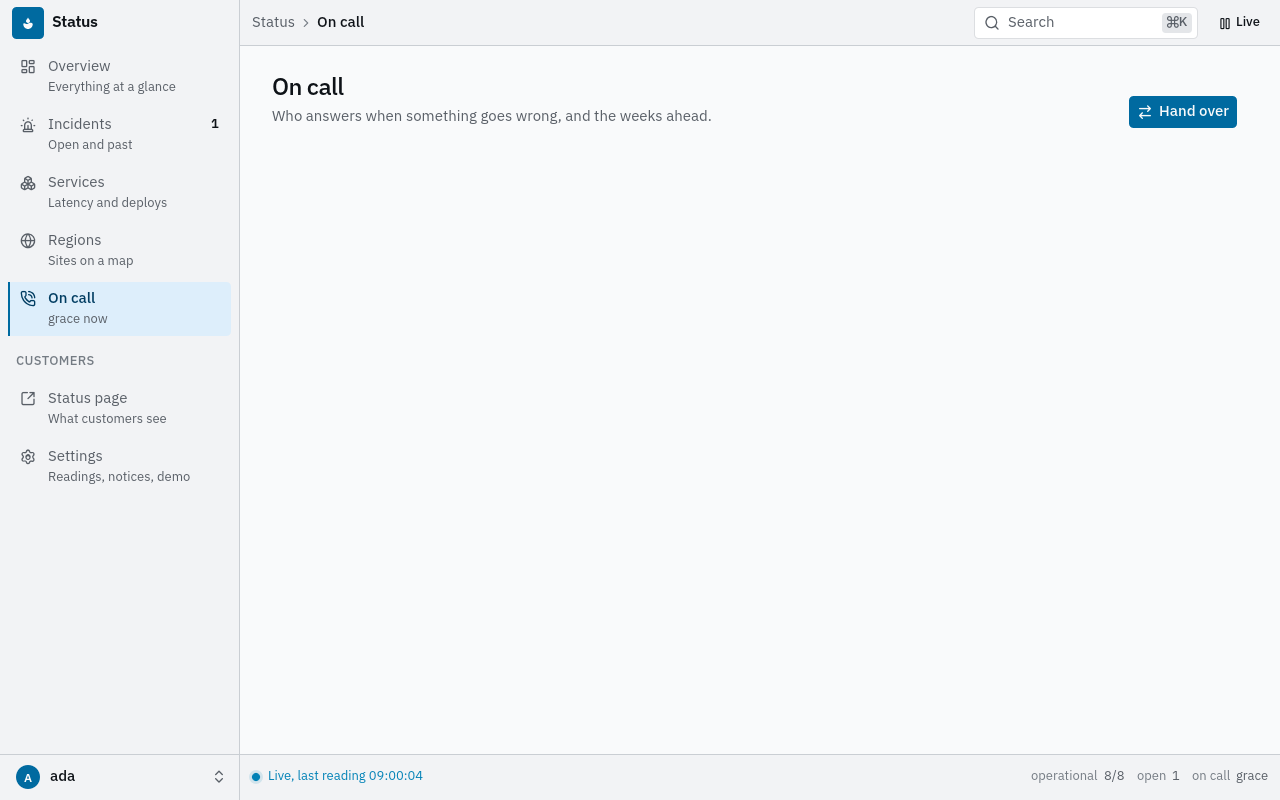 Status
Overview
Everything at a glance
Incidents
1
Open and past
Services
Latency and deploys
Regions
Sites on a map
On call
grace now
CUSTOMERS
Status page
What customers see
Settings
Readings, notices, demo
A
ada
Status
On call
Search
⌘K
Live
On call
Who answers when something goes wrong, and the weeks ahead.
Hand over
Live, last reading 09:00:04
operational 8/8 open 1 on call grace